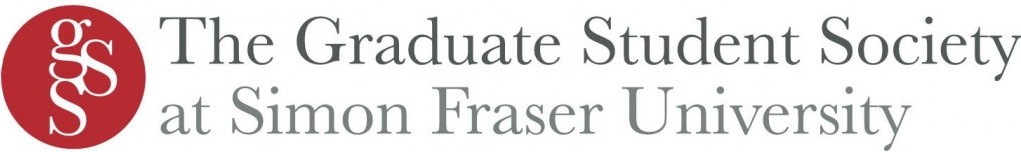 gss
The Graduate Student Society
at Simon Fraser University